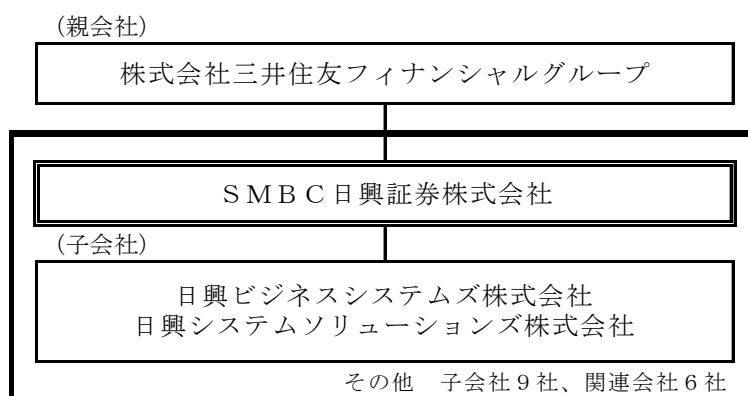 （親会社）
株式会社三井住友フィナンシャルグループ
ＳＭＢＣ日興証券株式会社
（子会社）
日興ビジネスシステムズ株式会社
日興システムソリューションズ株式会社
その他　子会社９社、関連会社６社